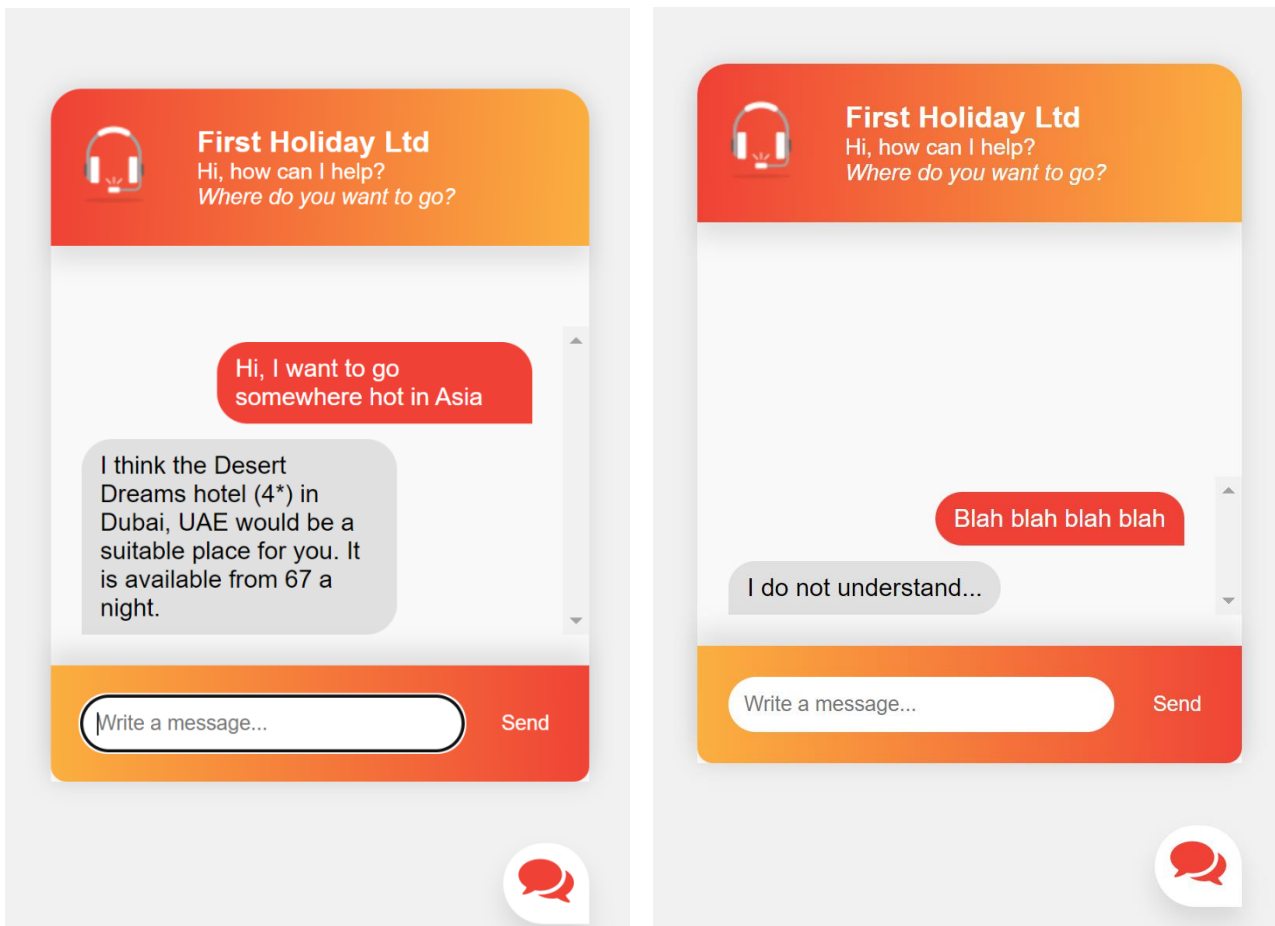 First Holiday Ltd
Hi, how can I help?
Where do you want to go?
Hi, I want to go
somewhere hot in Asia
I think the Desert
Dreams hotel (4*) in
Dubai, UAE would be a
suitable place for you. It
is available from 67 a
night.
Write a message...
Send
First Holiday Ltd
Hi, how can I help?
Where do you want to go?
Blah blah blah blah
I do not understand...
Write a message...
Send